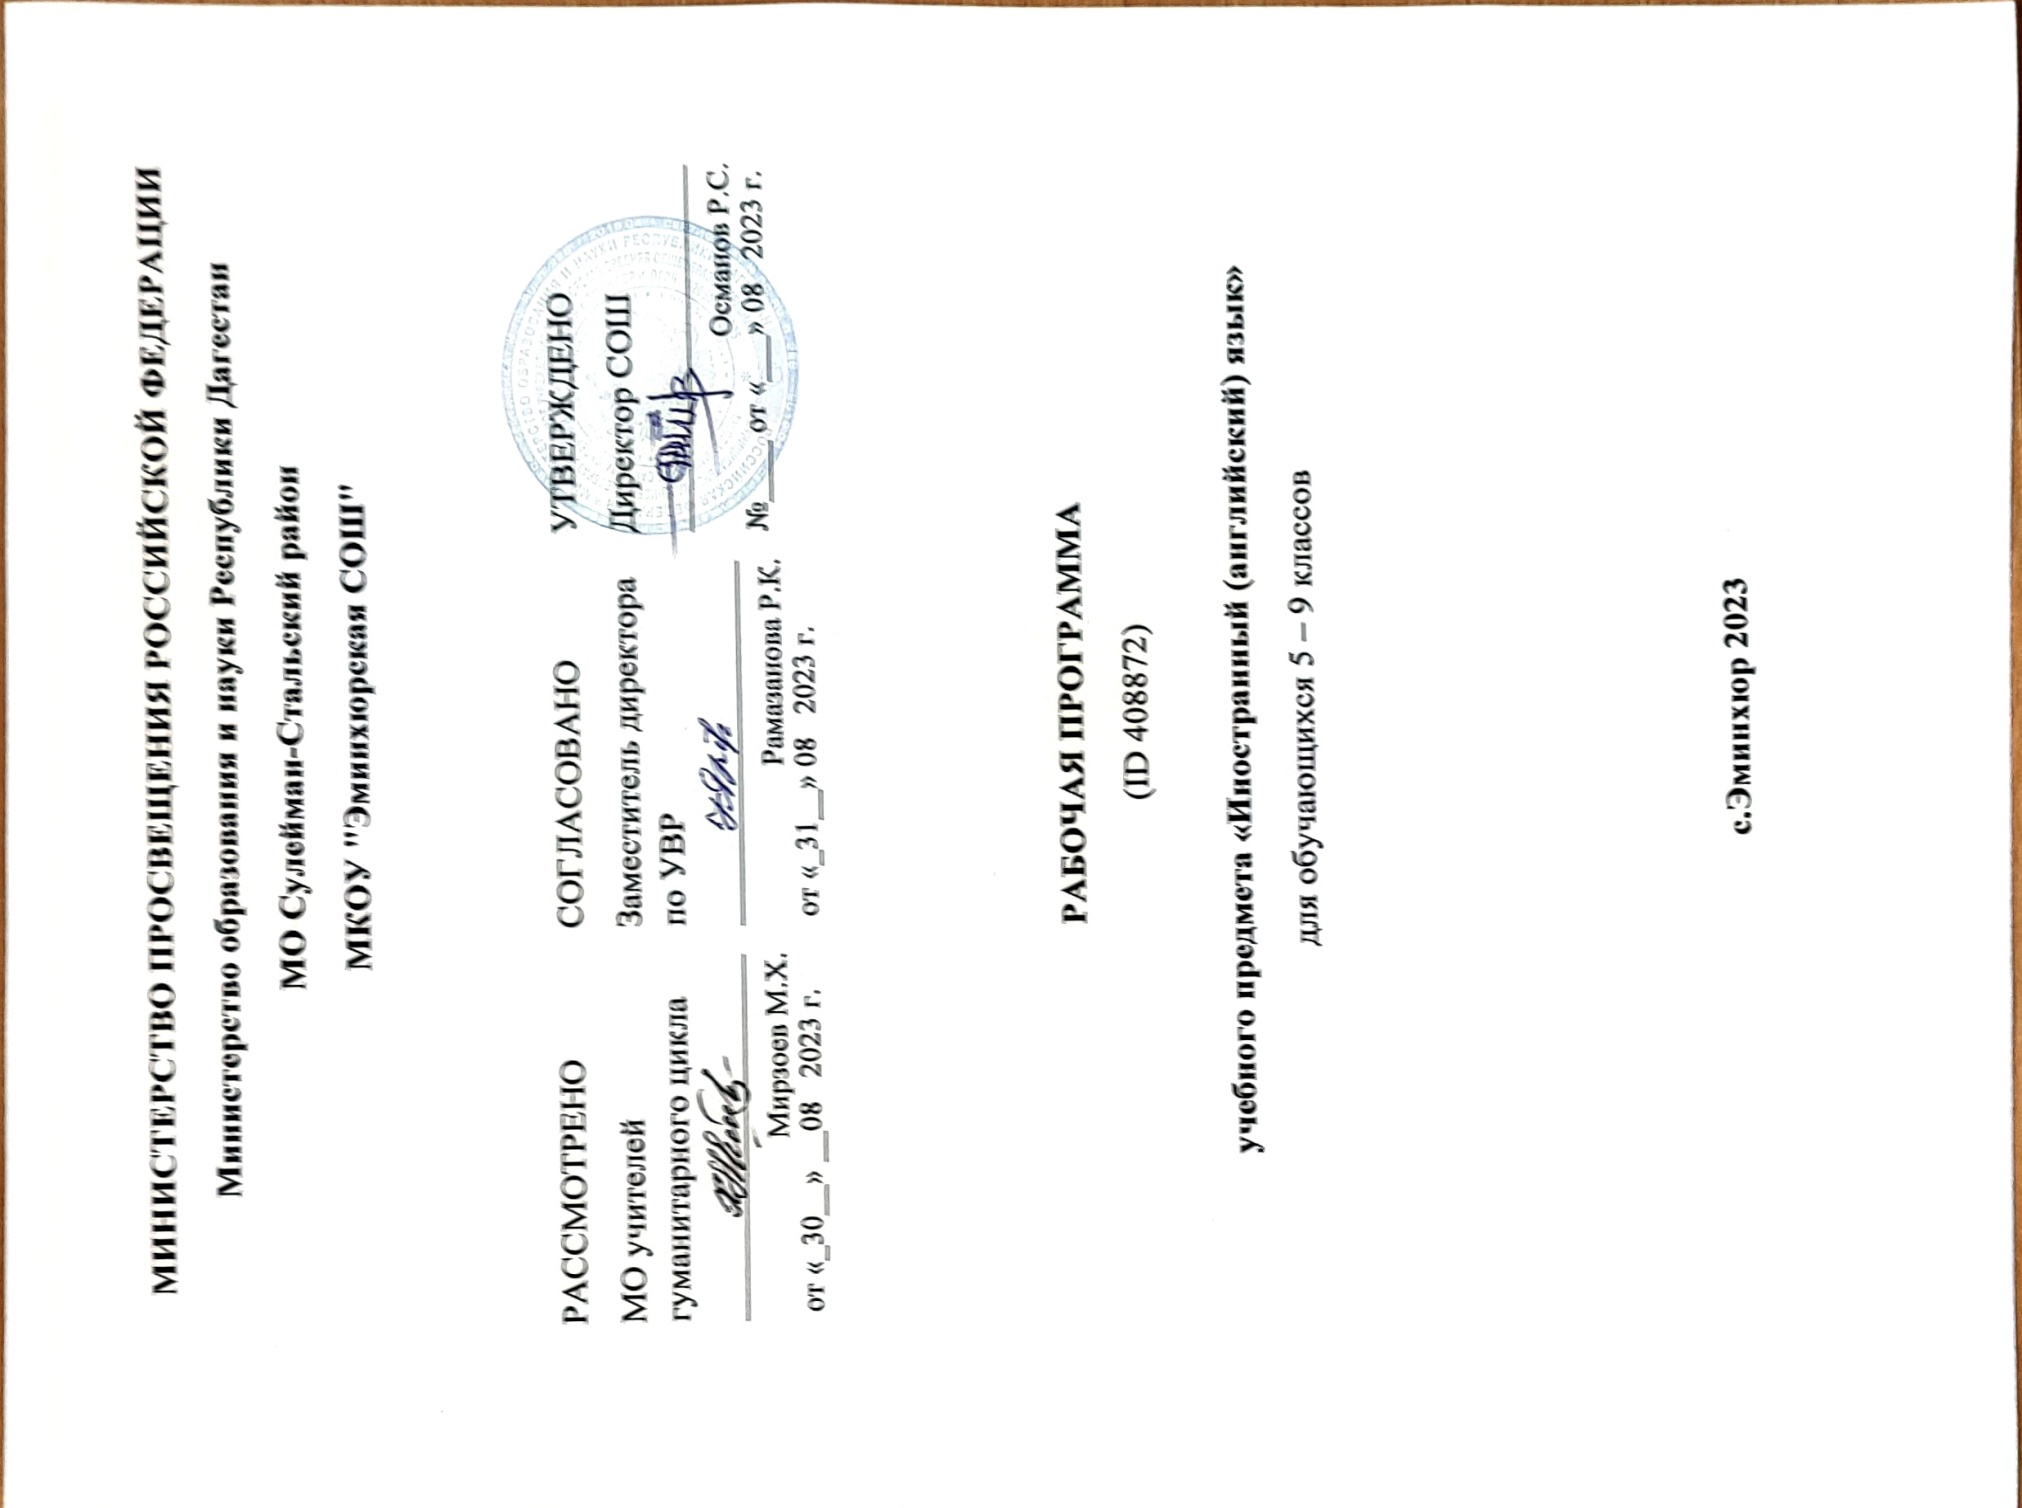 МИНИСТЕРСТВО ПРОСВЕЩЕНИЯ РОССИЙСКОЙ ФЕДЕРАЦИИ
Министерство образования и науки Республики Дагестан
МО Сулейман-Стальский район
МКОУ "Эминхюрская СОШ"
РАССМОТРЕНО
МО учителей
гуманитарного цикла
Мирзоев М.Х.
от «_30__» __08 2023 г.
СОГЛАСОВАНО
Заместитель директора
по УВР
Рамазанова Р.К.
от «_31__» 08 2023 г.
УТВЕРЖДЕНО
Директор СОШ
Османов Р.С.
№____ от «___» 08 2023 г.
РАБОЧАЯ ПРОГРАММА
(ID 408872)
учебного предмета «Иностранный (английский) язык»
для обучающихся 5 – 9 классов
с.Эминхюр 2023